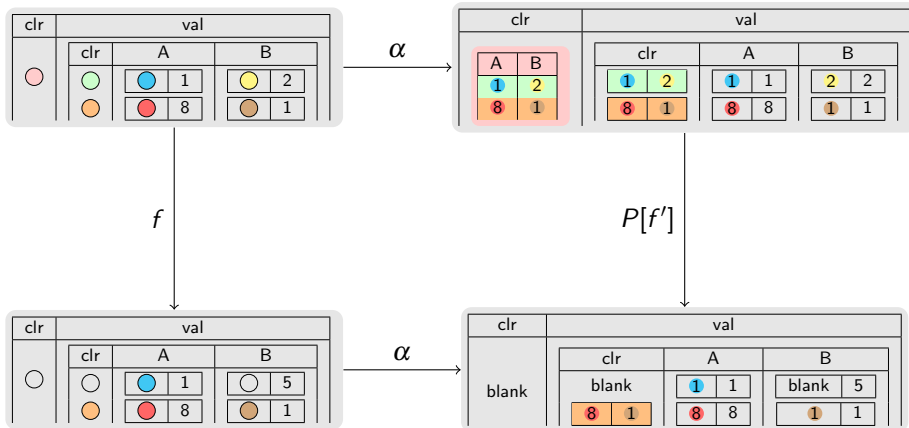 clr val
clr A B
1 2
8 1
α
clr val
A B
1 2
8 1
clr A B
1 2 1 1 2 2
8 1 8 8 1 1
f
P[f′]
clr val
clr A B
1 5
8 1
α
clr val
blank
clr A B
blank 1 1 blank 5
8 1 8 8 1 1